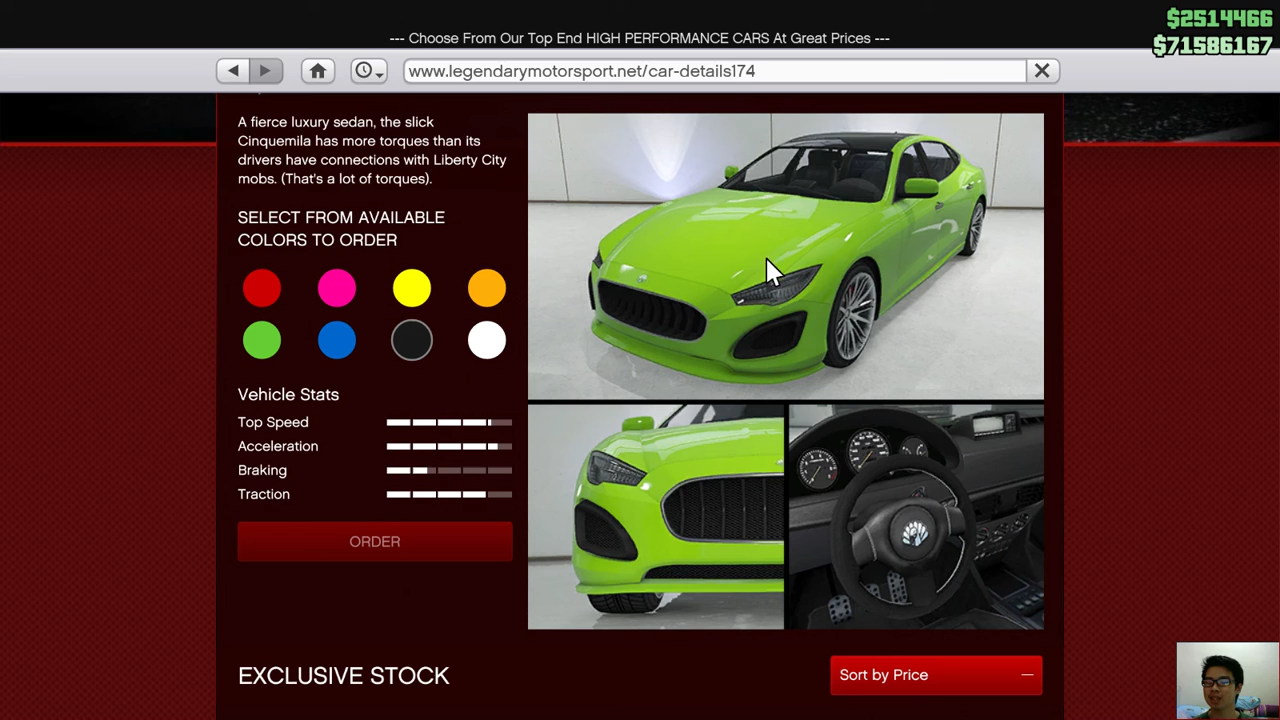 $2514466
--- Choose From Our Top End HIGH PERFORMANCE CARS At Great Prices ---
$71586167
www.legendarymotorsport.net/car-details174
A fierce luxury sedan, the slick
Cinquemila has more torques than its
drivers have connections with Liberty City
mobs. (That's a lot of torques).
SELECT FROM AVAILABLE
COLORS TO ORDER
Vehicle Stats
Top Speed
Acceleration
Braking
Traction
ORDER
EXCLUSIVE STOCK
Sort by Price